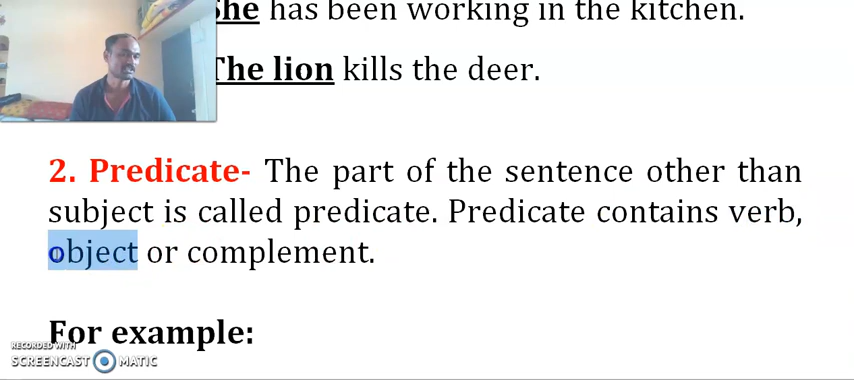 She has been working in the kitchen.
The lion kills the deer.
2. Predicate- The part of the sentence other than
subject is called predicate. Predicate contains verb,
object or complement.
For example:
RECORDED WITH
SCREENCAST MATIC